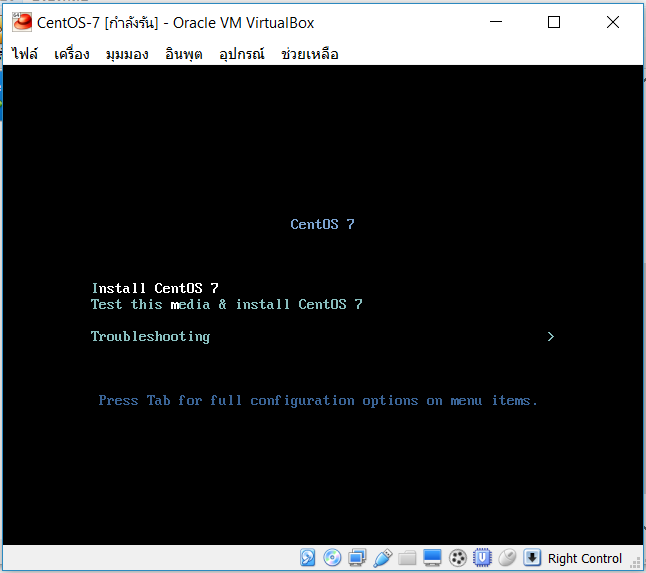 CentOS-7 [กำลังรัน] - Oracle VM VirtualBox
ไฟล์ เครื่อง มุมมอง อินพุต อุปกรณ์ ช่วยเหลือ
CentOS 7
Install CentOS 7
Test this media & install CentOS 7
Troubleshooting >
Press Tab for full configuration options on menu items.
Right Control